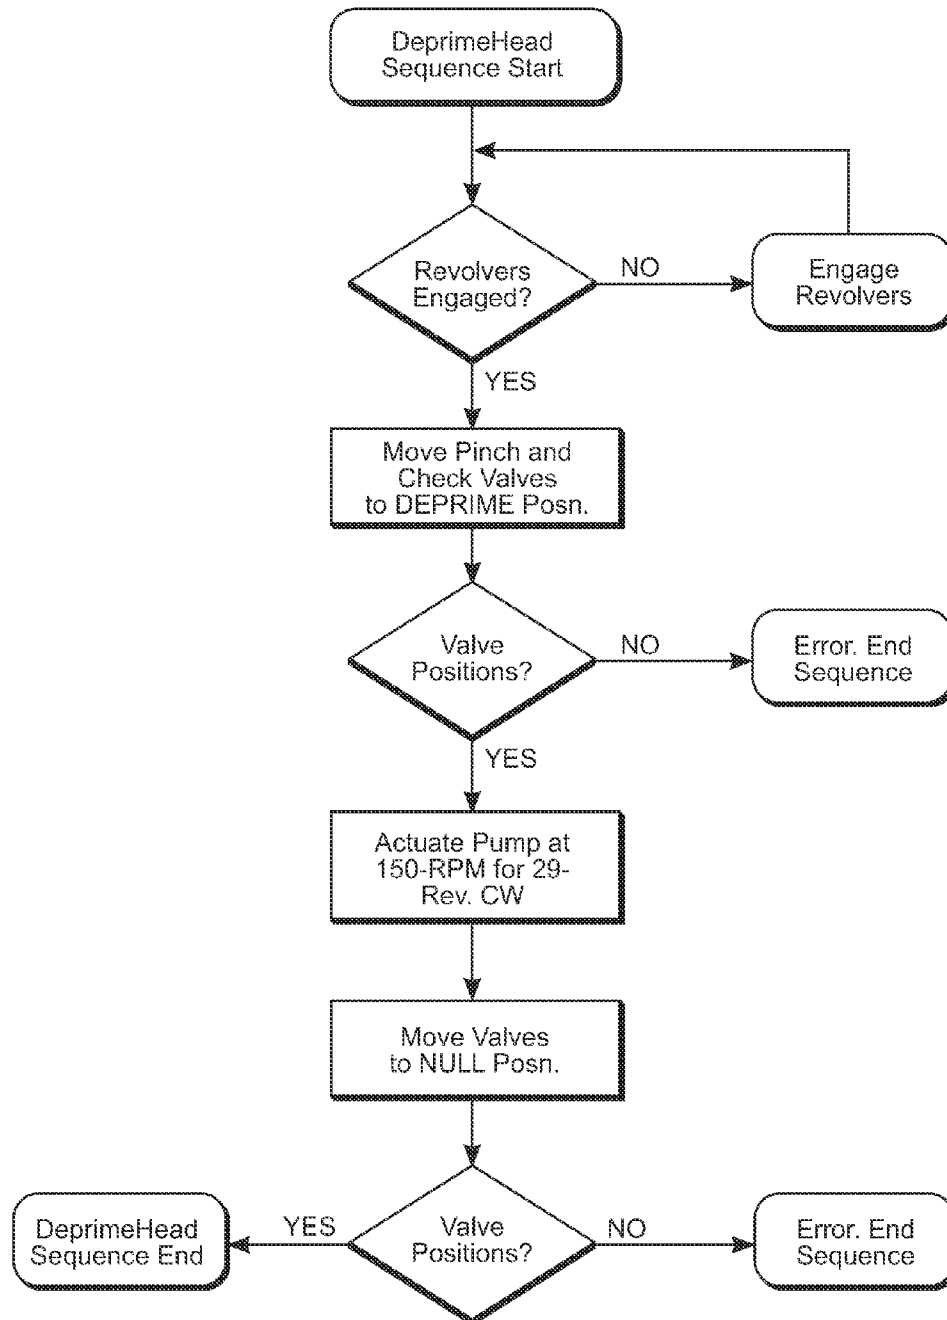 DeprimeHead
Sequence Start
Revolvers
Engaged?
NO
Engage
Revolvers
YES
Move Pinch and
Check Valves
to DEPRIME Posn.
Valve
Positions?
NO
Error. End
Sequence
YES
Actuate Pump at
150-RPM for 29-
Rev. CW
Move Valves
to NULL Posn.
DeprimeHead
Sequence End
YES
Valve
Positions?
NO
Error. End
Sequence